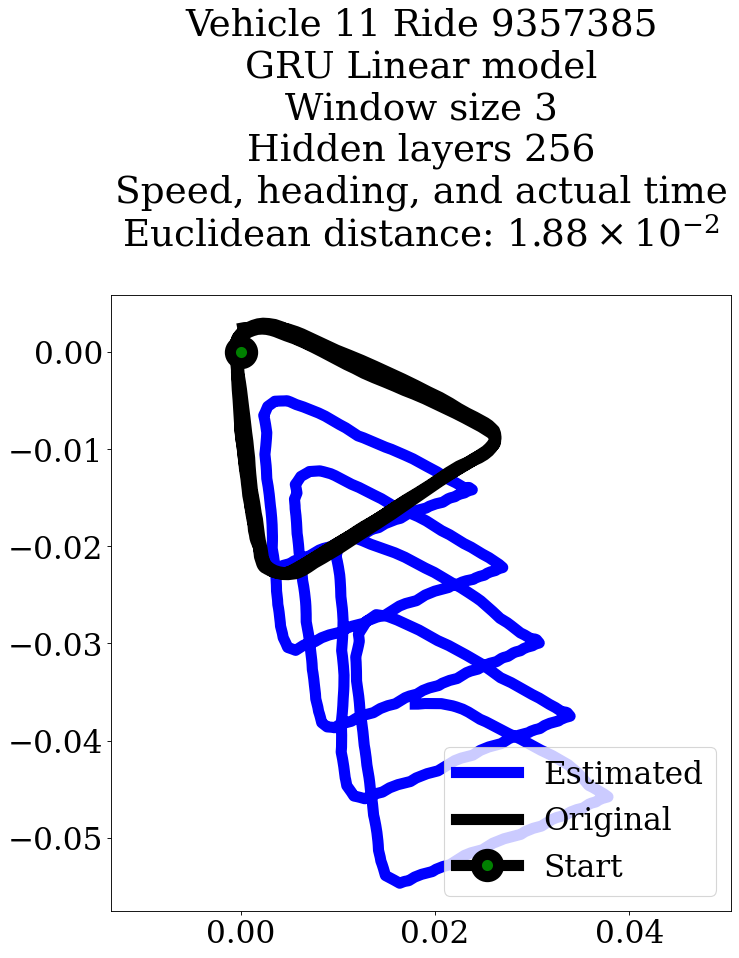 Vehicle 11 Ride 9357385
GRU Linear model
Window size 3
Hidden layers 256
Speed, heading, and actual time
Euclidean distance: 1.88 × 10⁻²
0.00
−0.01
−0.02
−0.03
−0.04
−0.05
Estimated
Original
Start
0.00 0.02 0.04